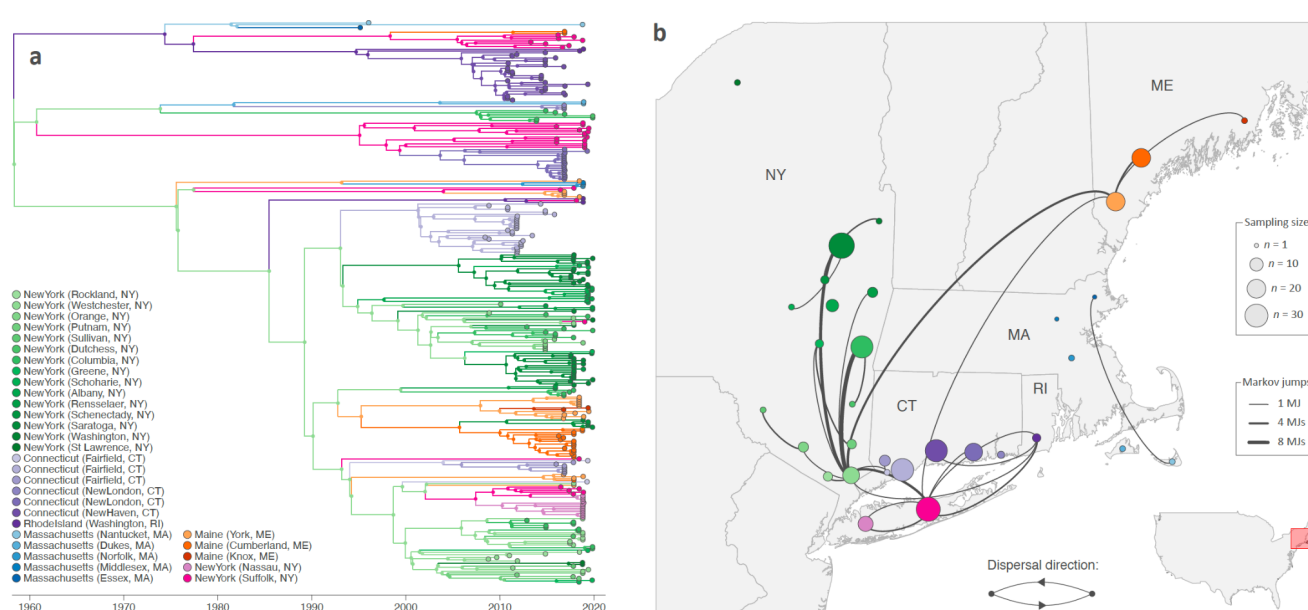 a
NewYork (Rockland, NY)
NewYork (Westchester, NY)
NewYork (Orange, NY)
NewYork (Putnam, NY)
NewYork (Sullivan, NY)
NewYork (Dutchess, NY)
NewYork (Columbia, NY)
NewYork (Greene, NY)
NewYork (Schoharie, NY)
NewYork (Albany, NY)
NewYork (Rensselaer, NY)
NewYork (Schenectady, NY)
NewYork (Saratoga, NY)
NewYork (Washington, NY)
NewYork (St Lawrence, NY)
Connecticut (Fairfield, CT)
Connecticut (Fairfield, CT)
Connecticut (Fairfield, CT)
Connecticut (NewLondon, CT)
Connecticut (NewLondon, CT)
Connecticut (NewHaven, CT)
RhodeIsland (Washington, RI)
Massachusetts (Nantucket, MA)
Massachusetts (Dukes, MA)
Massachusetts (Norfolk, MA)
Massachusetts (Middlesex, MA)
Massachusetts (Essex, MA)
Maine (York, ME)
Maine (Cumberland, ME)
Maine (Knox, ME)
NewYork (Nassau, NY)
NewYork (Suffolk, NY)
1960 1970 1980 1990 2000 2010 2020
b
ME
NY
MA
CT
RI
Sampling size
n = 1
n = 10
n = 20
n = 30
Markov jumps
1 MJ
4 MJs
8 MJs
Dispersal direction: